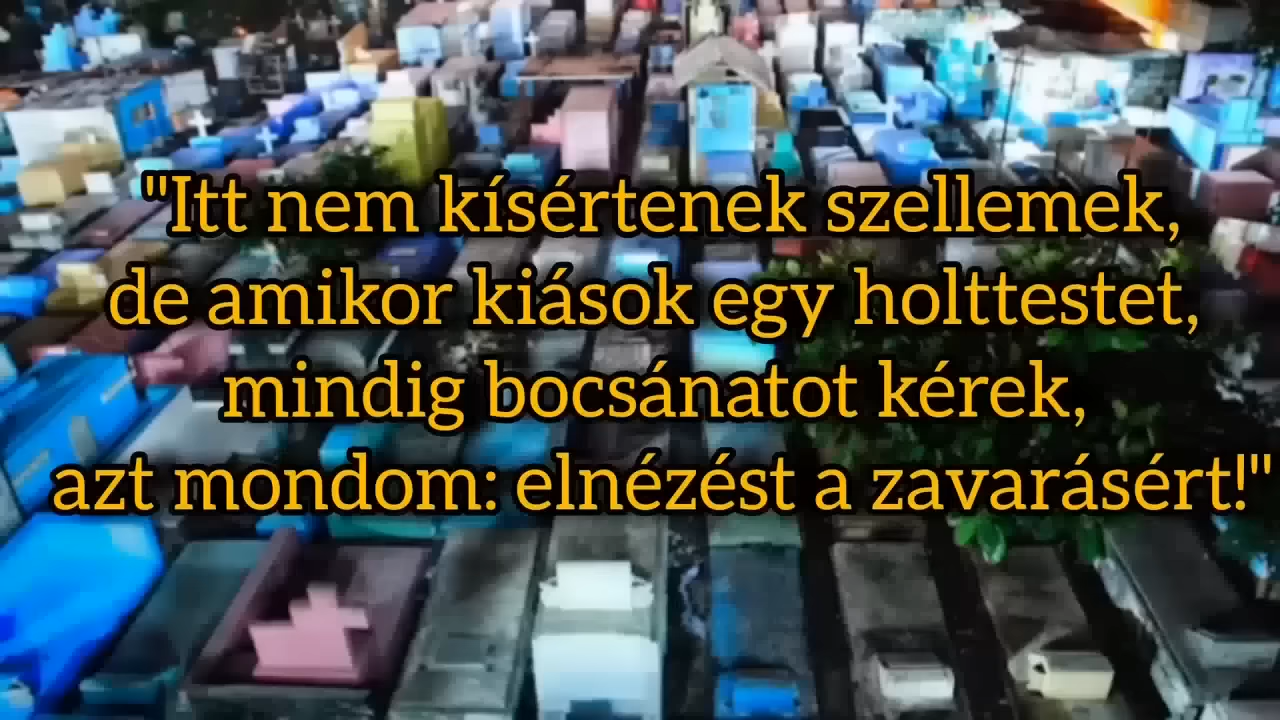 "Itt nem kísértenek szellemek,
de amikor kiások egy holttestet,
mindig bocsánatot kérek,
azt mondom: elnézést a zavarásért!"